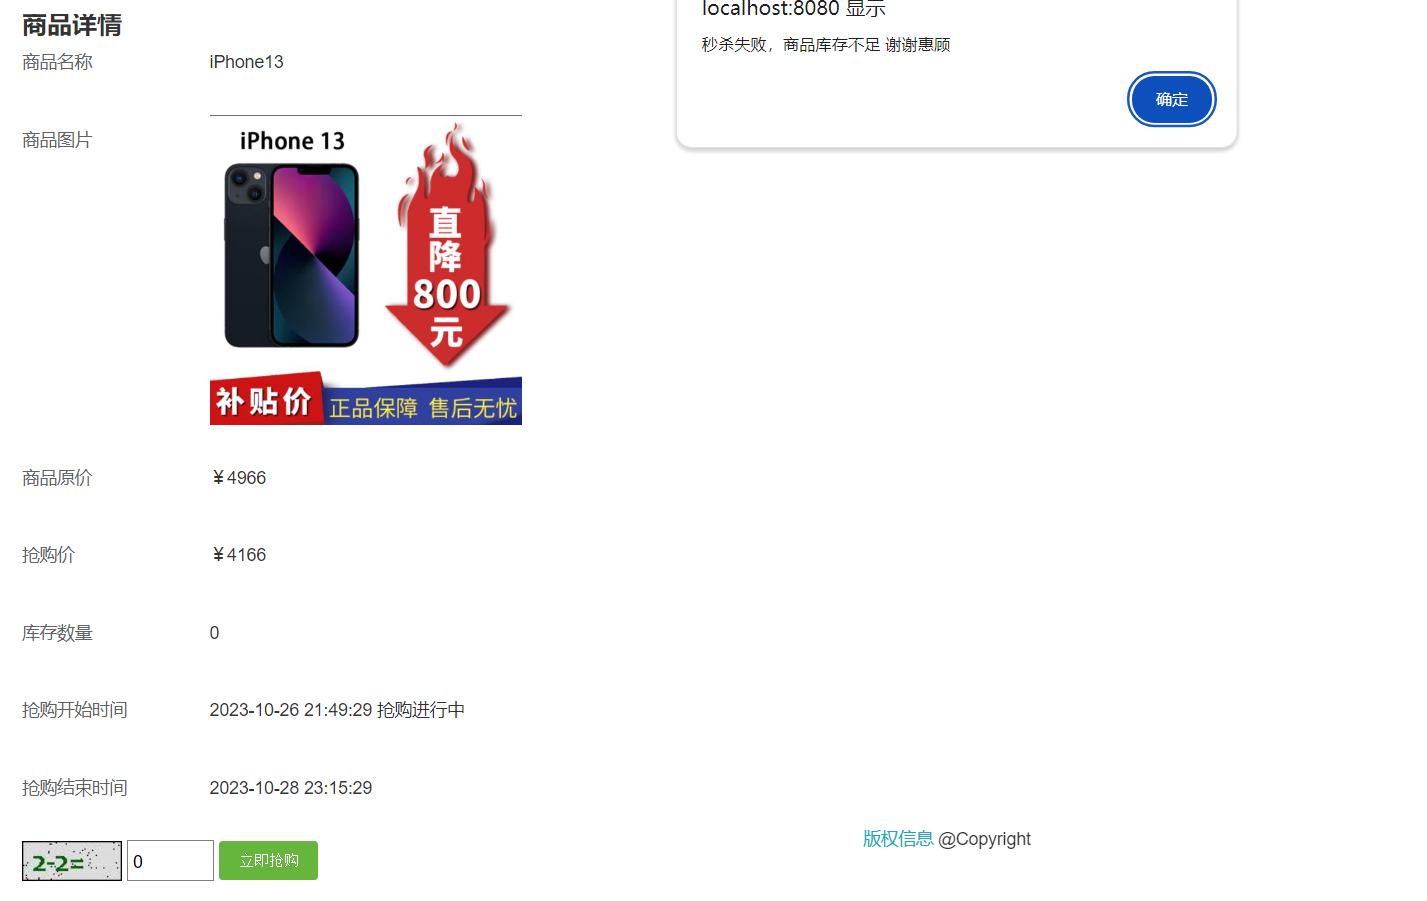 商品详情
localhost:8080 显示
秒杀失败，商品库存不足 谢谢惠顾
确定
商品名称 iPhone13
商品图片
iPhone 13
直
降
800
元
补贴价 正品保障 售后无忧
商品原价 ￥4966
抢购价 ￥4166
库存数量 0
抢购开始时间 2023-10-26 21:49:29 抢购进行中
抢购结束时间 2023-10-28 23:15:29
版权信息 @Copyright
2-2= 0 立即抢购